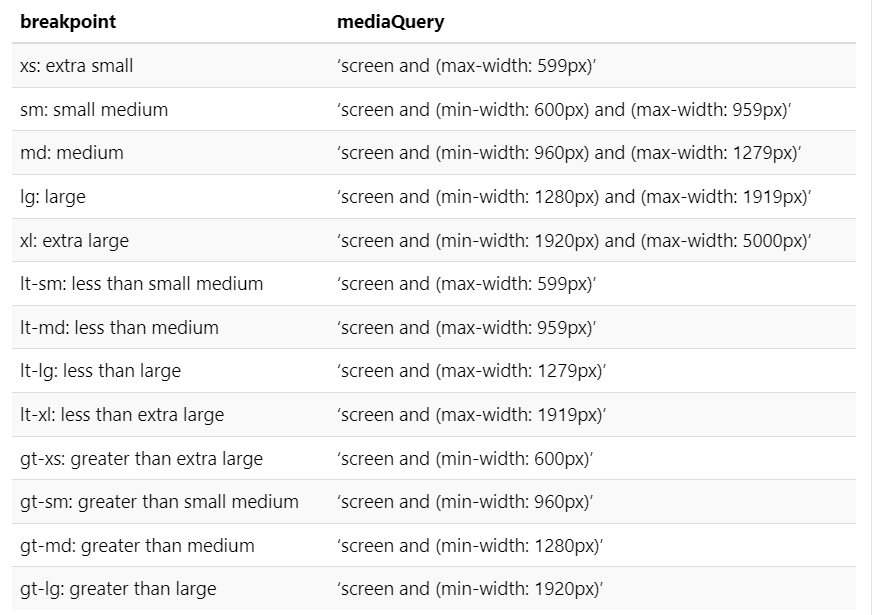 breakpoint mediaQuery
xs: extra small ‘screen and (max-width: 599px)’
sm: small medium ‘screen and (min-width: 600px) and (max-width: 959px)‘
md: medium ‘screen and (min-width: 960px) and (max-width: 1279px)‘
lg: large ‘screen and (min-width: 1280px) and (max-width: 1919px)‘
xl: extra large ‘screen and (min-width: 1920px) and (max-width: 5000px)‘
lt-sm: less than small medium ‘screen and (max-width: 599px)’
lt-md: less than medium ‘screen and (max-width: 959px)’
lt-lg: less than large ‘screen and (max-width: 1279px)’
lt-xl: less than extra large ‘screen and (max-width: 1919px)’
gt-xs: greater than extra large ‘screen and (min-width: 600px)’
gt-sm: greater than small medium ‘screen and (min-width: 960px)’
gt-md: greater than medium ‘screen and (min-width: 1280px)’
gt-lg: greater than large ‘screen and (min-width: 1920px)’